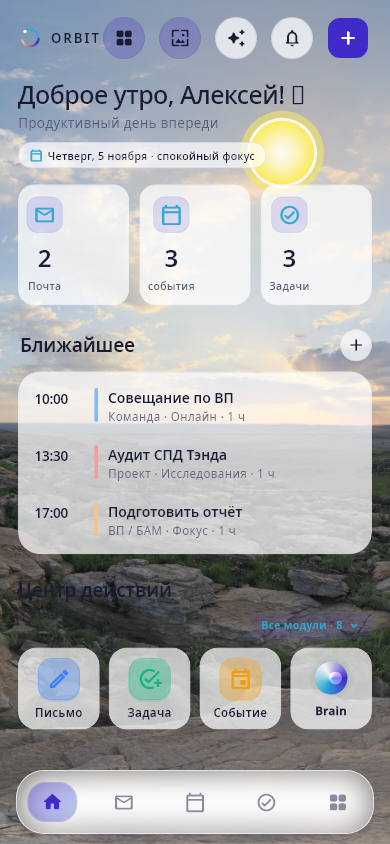 ORBIT
Доброе утро, Алексей!
Продуктивный день впереди
Четверг, 5 ноября · спокойный фокус
2
Почта
3
события
3
Задачи
Ближайшее
10:00
Совещание по ВП
Команда · Онлайн · 1 ч
13:30
Аудит СПД Тэнда
Проект · Исследования · 1 ч
17:00
Подготовить отчёт
ВП / БАМ · Фокус · 1 ч
Центр действий
Все модули · 8
Письмо
Задача
Событие
Brain